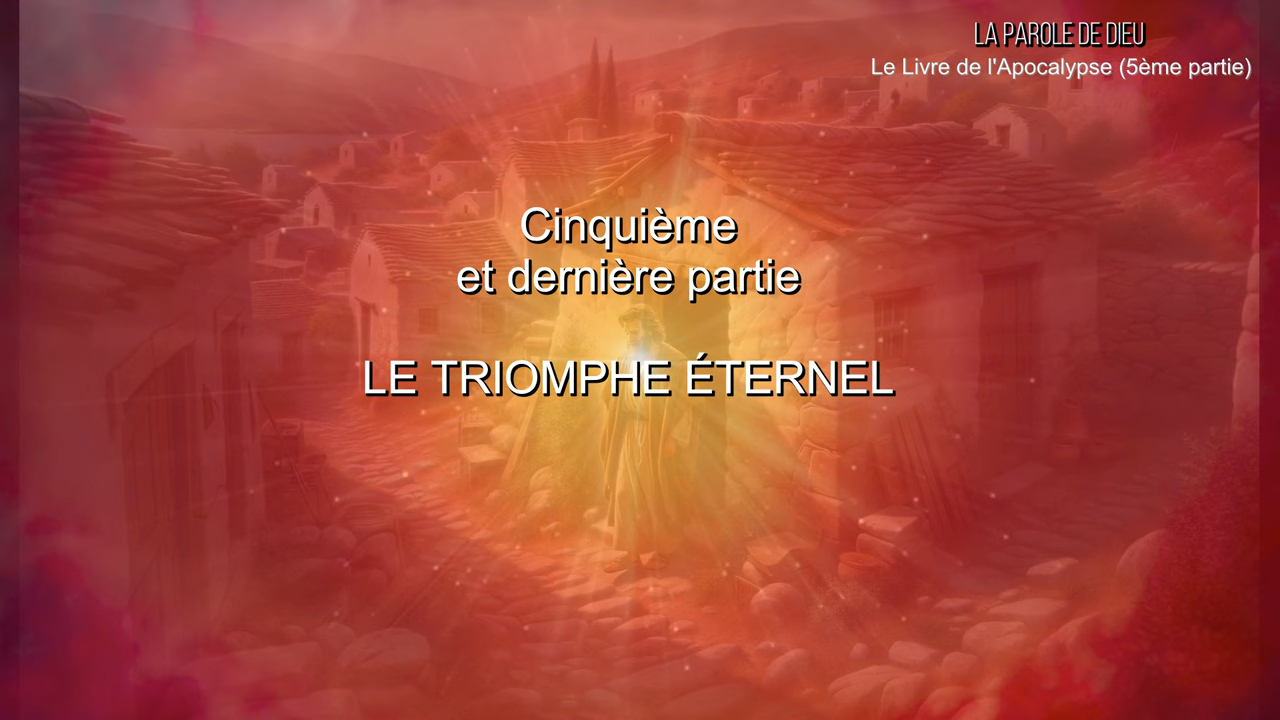 LA PAROLE DE DIEU
Le Livre de l'Apocalypse (5ème partie)
Cinquième
et dernière partie
LE TRIOMPHE ÉTERNEL